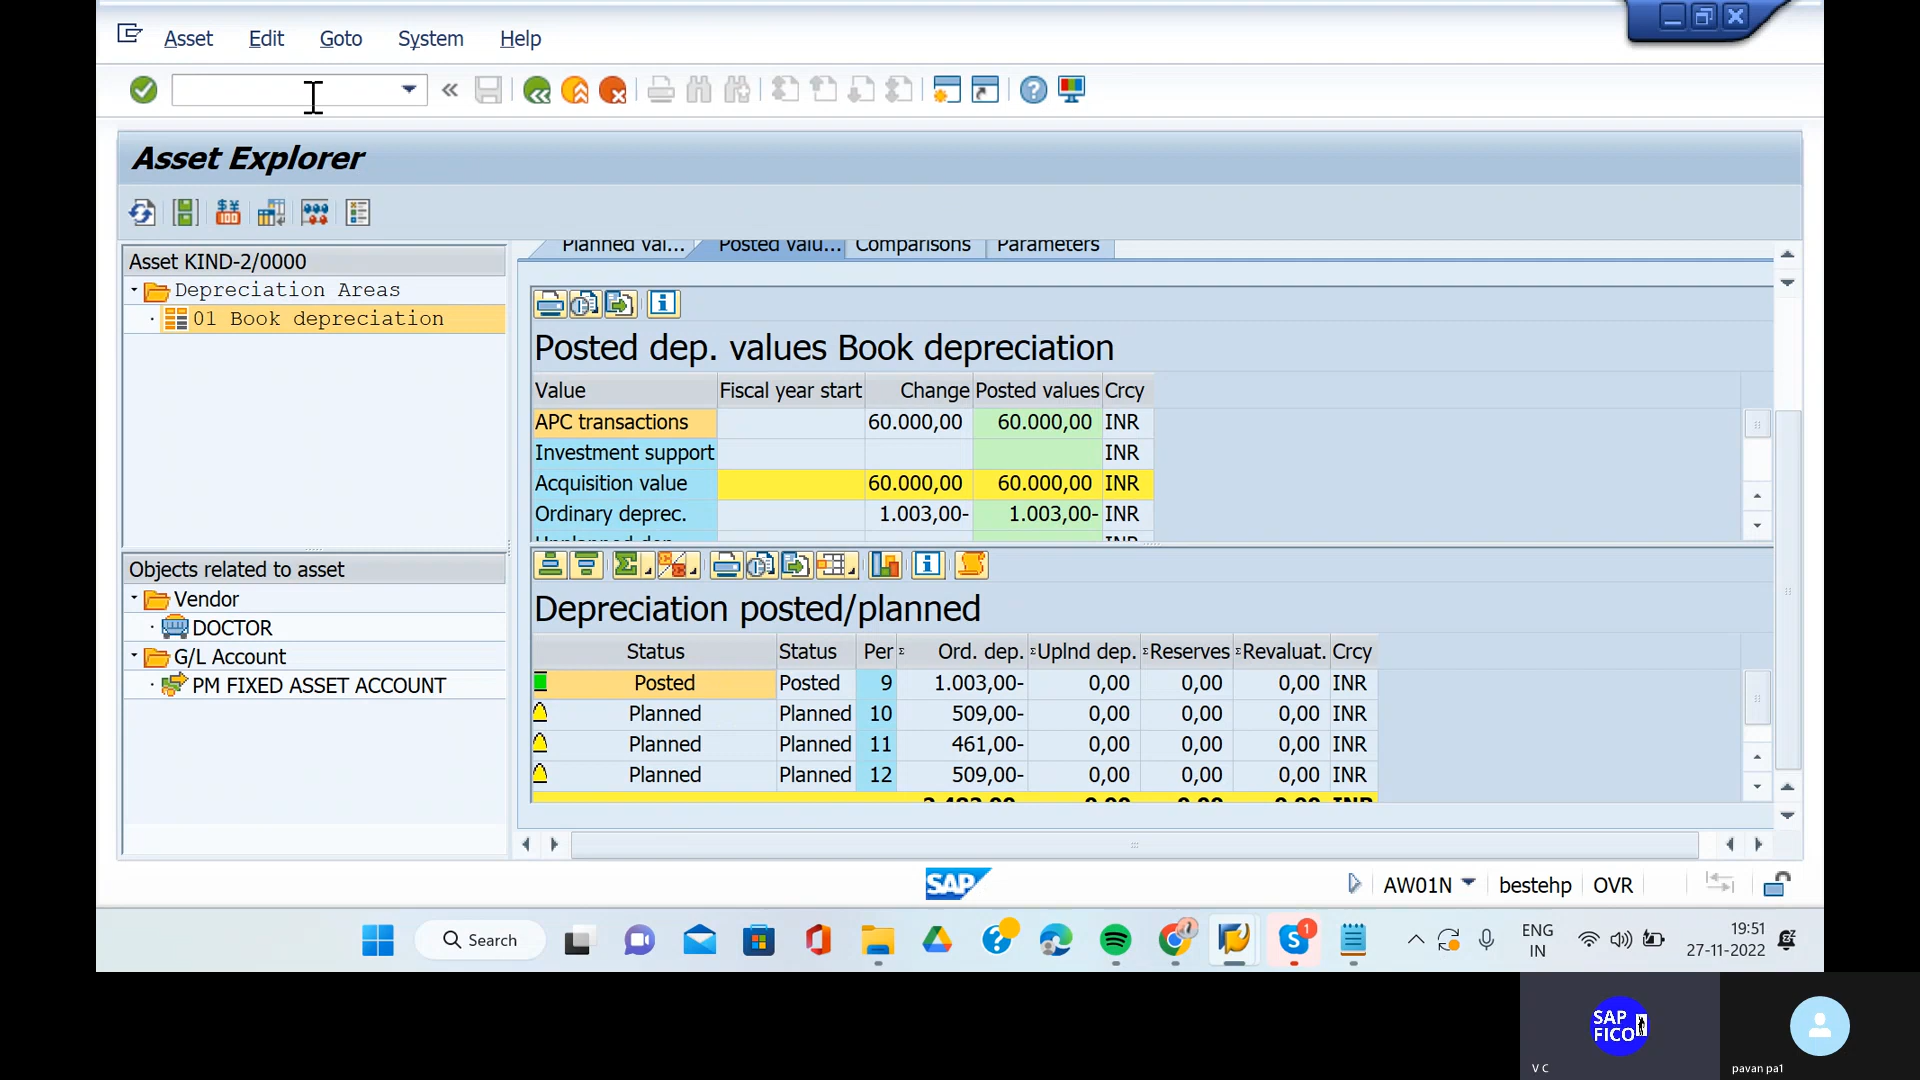 Asset Edit Goto System Help
Asset Explorer
Asset KIND-2/0000
Depreciation Areas
01 Book depreciation
Objects related to asset
Vendor
DOCTOR
G/L Account
PM FIXED ASSET ACCOUNT
Planned val... Posted valu... Comparisons Parameters
Posted dep. values Book depreciation
Value Fiscal year start Change Posted values Crcy
APC transactions 60.000,00 60.000,00 INR
Investment support INR
Acquisition value 60.000,00 60.000,00 INR
Ordinary deprec. 1.003,00- 1.003,00- INR
Depreciation posted/planned
Status Status Per Ord. dep. Uplnd dep. Reserves Revaluat. Crcy
Posted Posted 9 1.003,00- 0,00 0,00 0,00 INR
Planned Planned 10 509,00- 0,00 0,00 0,00 INR
Planned Planned 11 461,00- 0,00 0,00 0,00 INR
Planned Planned 12 509,00- 0,00 0,00 0,00 INR
SAP
AW01N bestehp OVR
Search
1
ENG
IN
19:51
27-11-2022
SAP
FICO
V C
pavan pa1